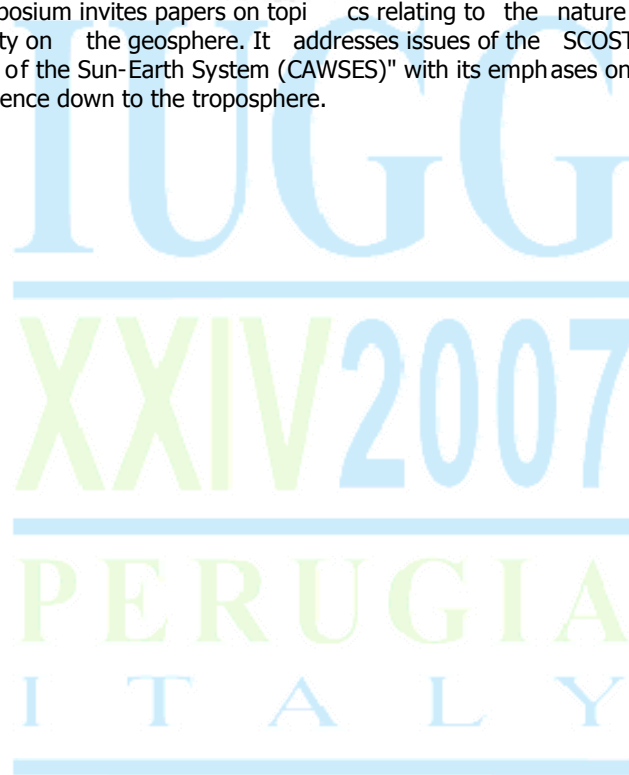 posium invites papers on topi cs relating to the nature
ty on the geosphere. It addresses issues of the SCOST
of the Sun-Earth System (CAWSES)" with its emphases on
ence down to the troposphere.
IUGG
XXIV2007
PERUGIA
ITALY